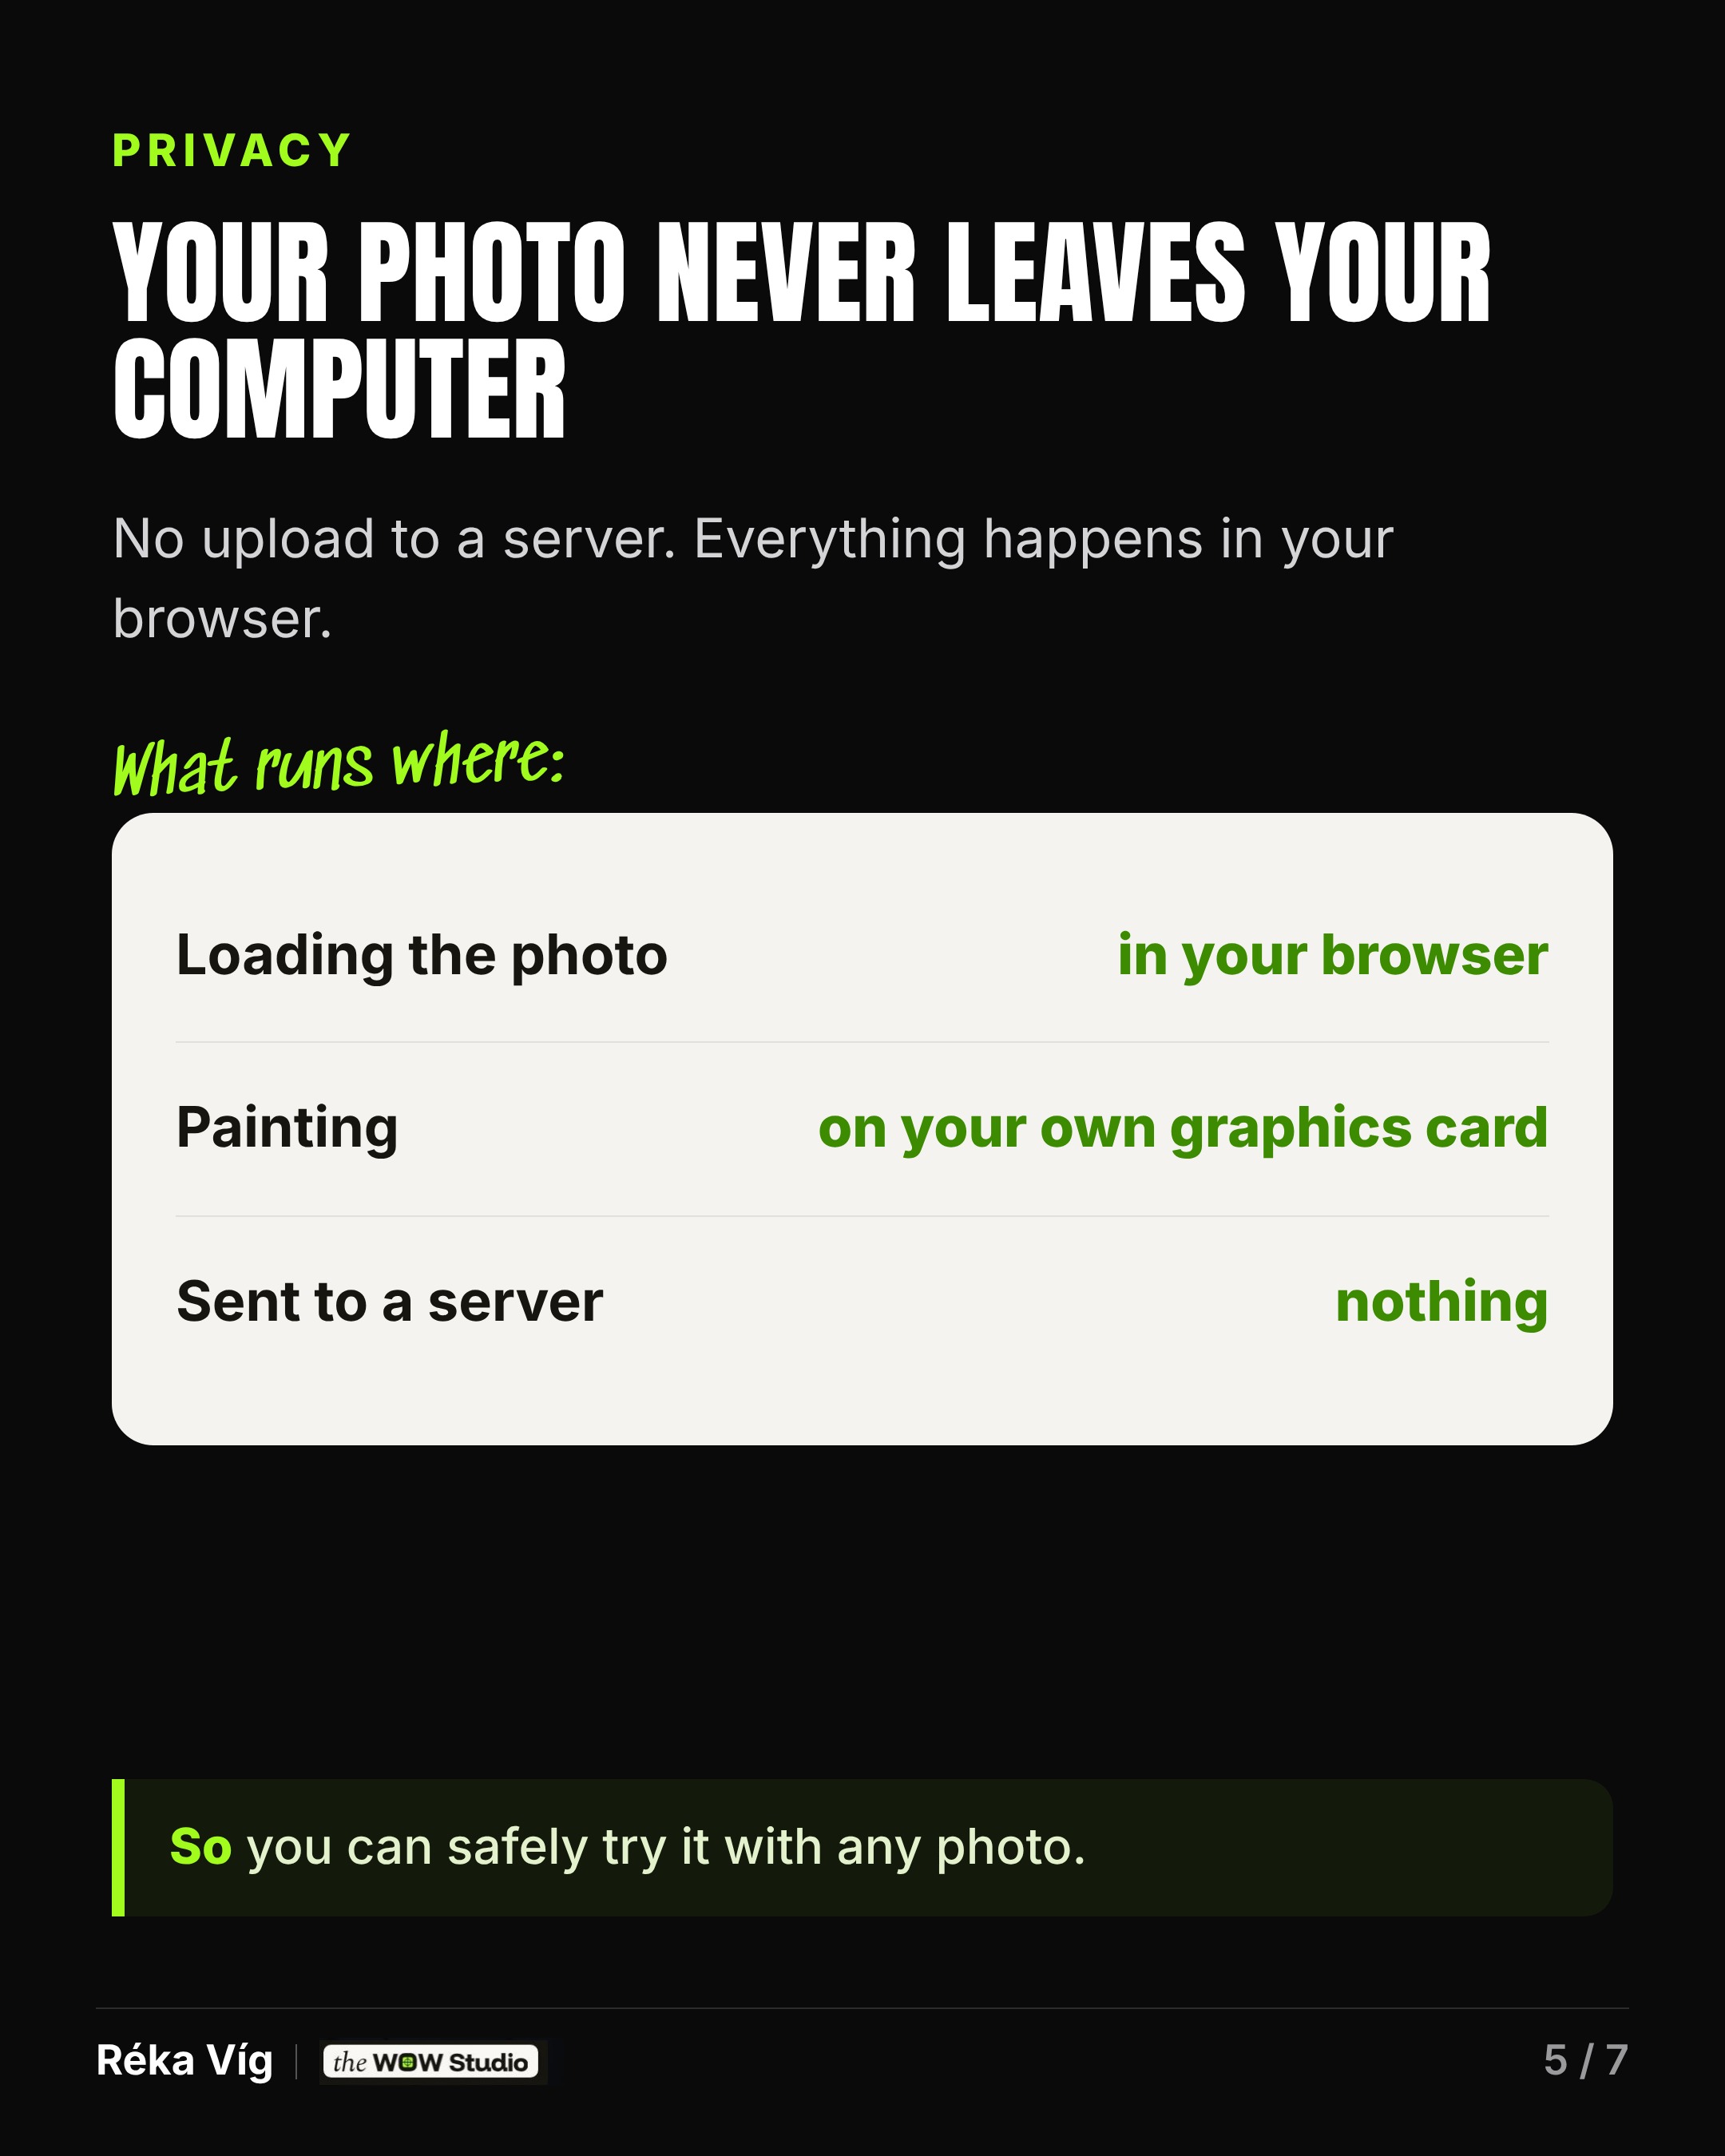 PRIVACY
YOUR PHOTO NEVER LEAVES YOUR
COMPUTER
No upload to a server. Everything happens in your
browser.
What runs where:
Loading the photo in your browser
Painting on your own graphics card
Sent to a server nothing
So you can safely try it with any photo.
Réka Víg the WOW Studio 5 / 7